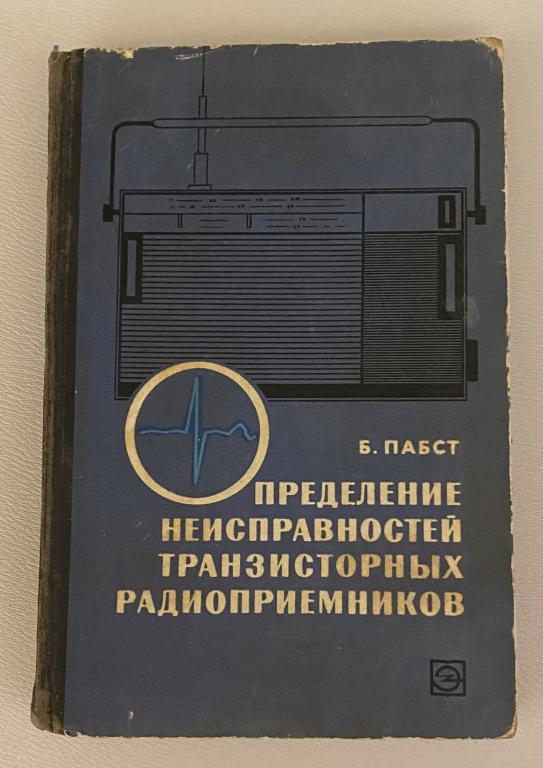 Б. ПАБСТ
ОПРЕДЕЛЕНИЕ
НЕИСПРАВНОСТЕЙ
ТРАНЗИСТОРНЫХ
РАДИОПРИЕМНИКОВ